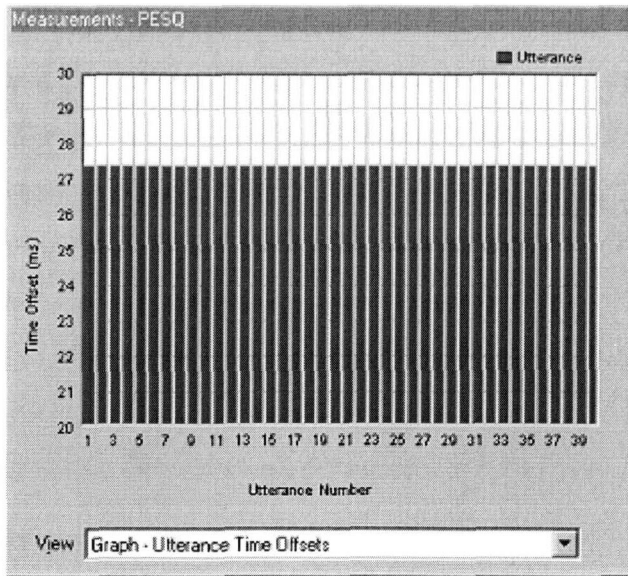 Measurements - PESQ
Utterance
30
29
28
27
26
25
24
23
22
21
20
Time Offset (ms)
1 3 5 7 9 11 13 15 17 19 21 23 25 27 29 31 33 35 37 39
Utterance Number
View Graph - Utterance Time Offsets